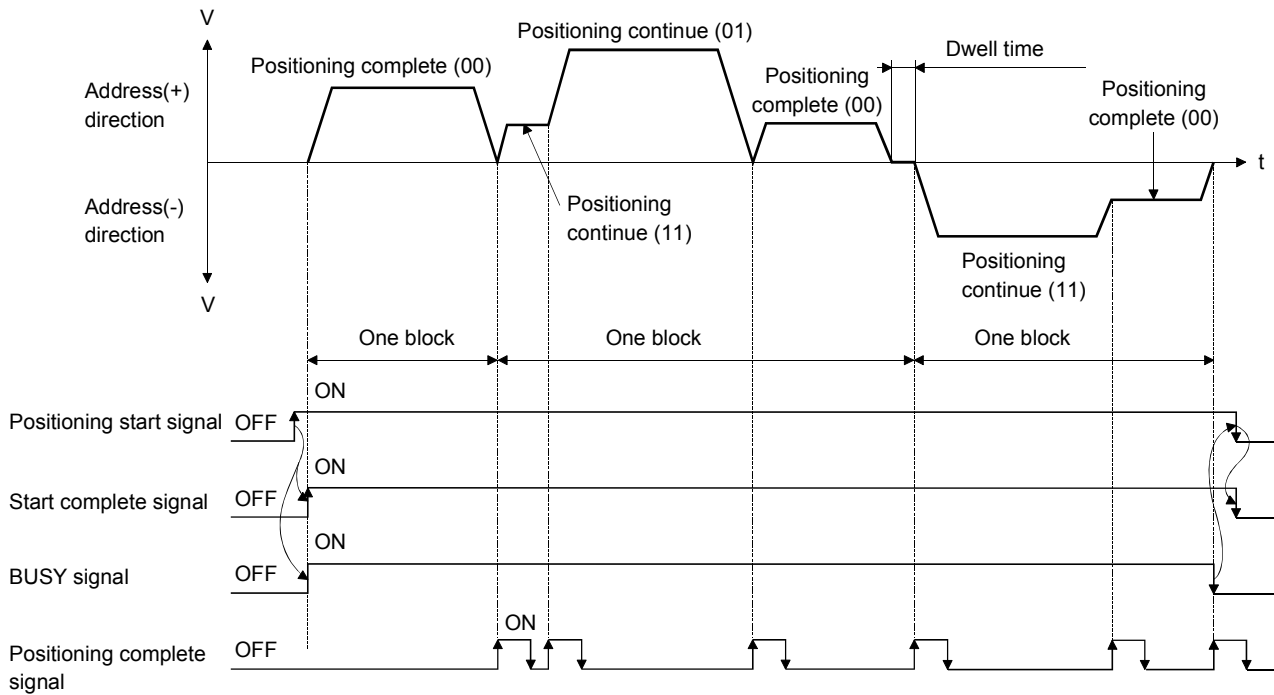 V
Positioning continue (01)
Positioning complete (00)
Dwell time
Positioning
complete (00)
Positioning
complete (00)
Address(+)
direction
t
Address(-)
direction
Positioning
continue (11)
Positioning
continue (11)
V
One block
One block
One block
ON
Positioning start signal
OFF
ON
Start complete signal
OFF
ON
BUSY signal
OFF
ON
Positioning complete
signal
OFF